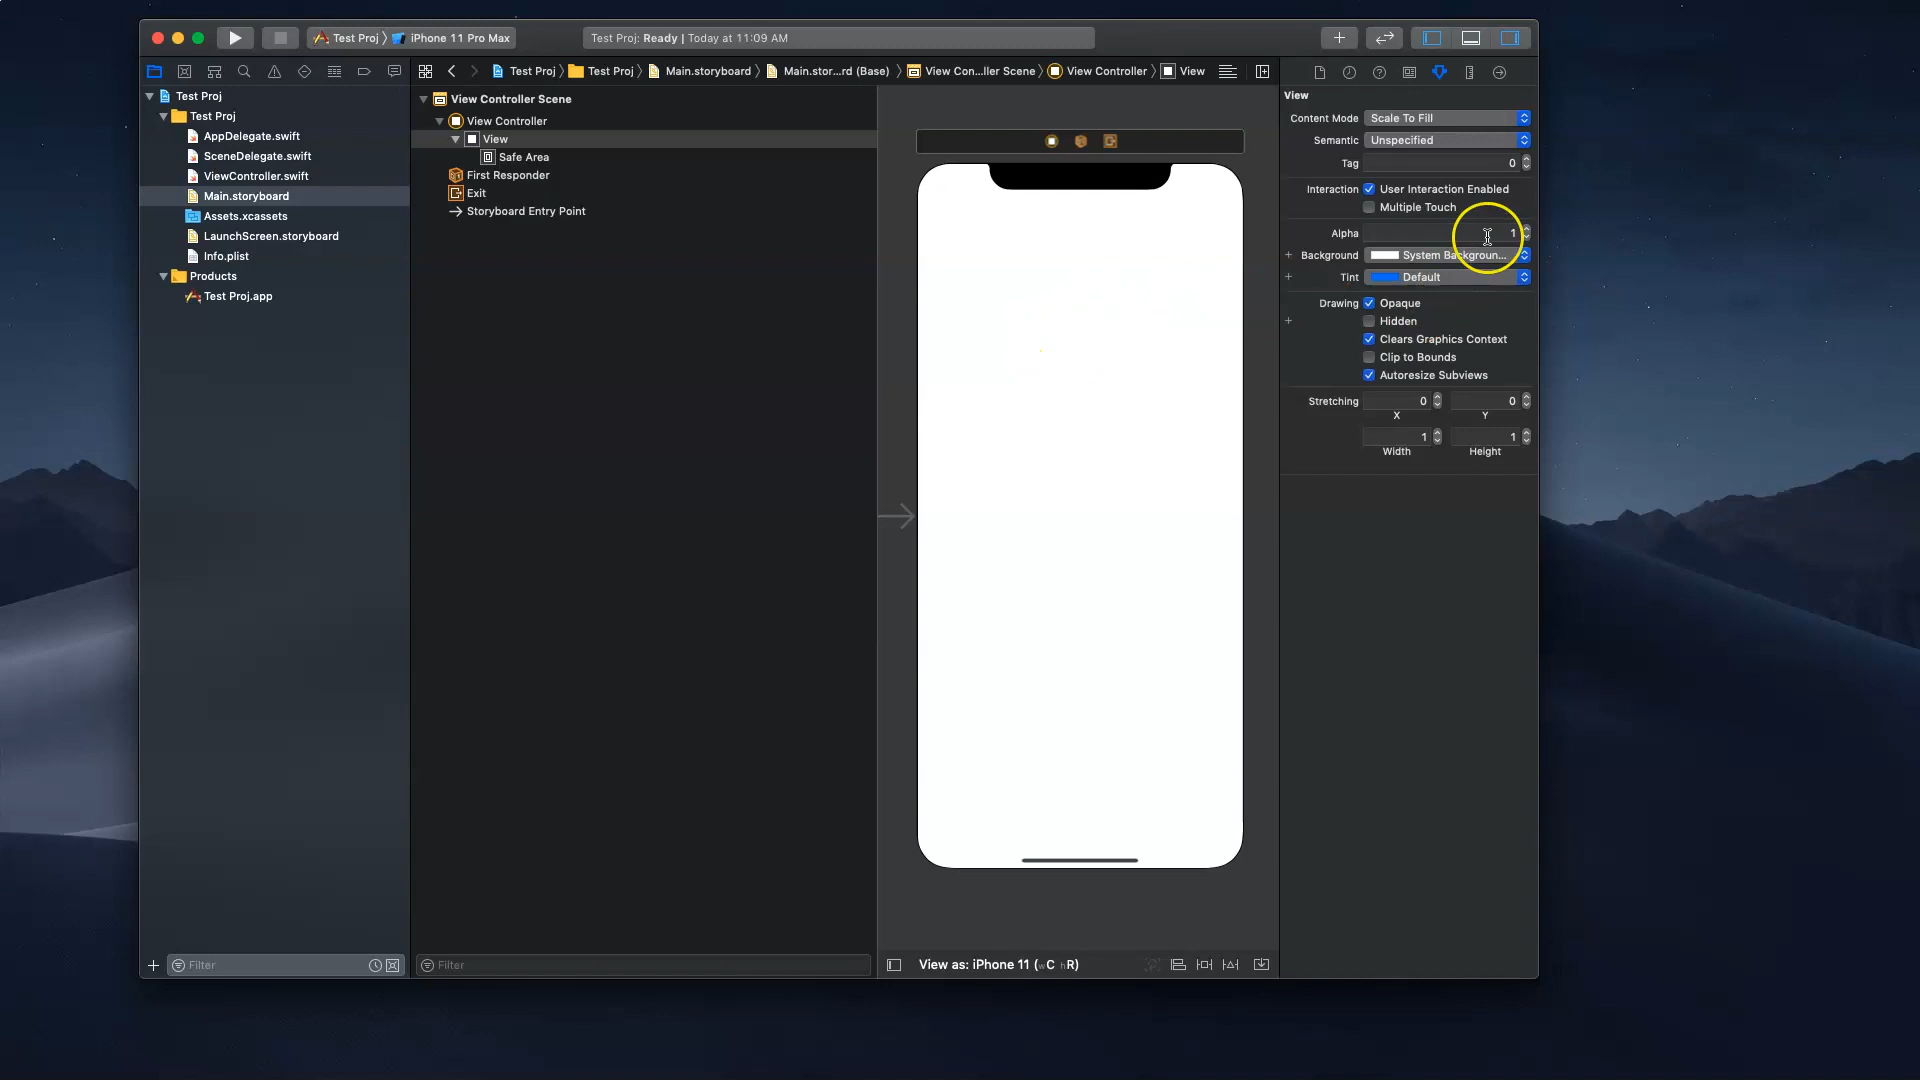 Test Proj 〉 iPhone 11 Pro Max
Test Proj: Ready | Today at 11:09 AM
Test Proj 〉 Test Proj 〉 Main.storyboard 〉 Main.stor...rd (Base) 〉 View Con...ller Scene 〉 View Controller 〉 View
Test Proj
Test Proj
AppDelegate.swift
SceneDelegate.swift
ViewController.swift
Main.storyboard
Assets.xcassets
LaunchScreen.storyboard
Info.plist
Products
Test Proj.app
Filter
View Controller Scene
View Controller
View
Safe Area
First Responder
Exit
Storyboard Entry Point
Filter
View as: iPhone 11 (wC hR)
View
Content Mode Scale To Fill
Semantic Unspecified
Tag 0
Interaction User Interaction Enabled
Multiple Touch
Alpha 1
+ Background System Backgroun...
+ Tint Default
Drawing Opaque
+ Hidden
Clears Graphics Context
Clip to Bounds
Autoresize Subviews
Stretching 0 0
X Y
1 1
Width Height